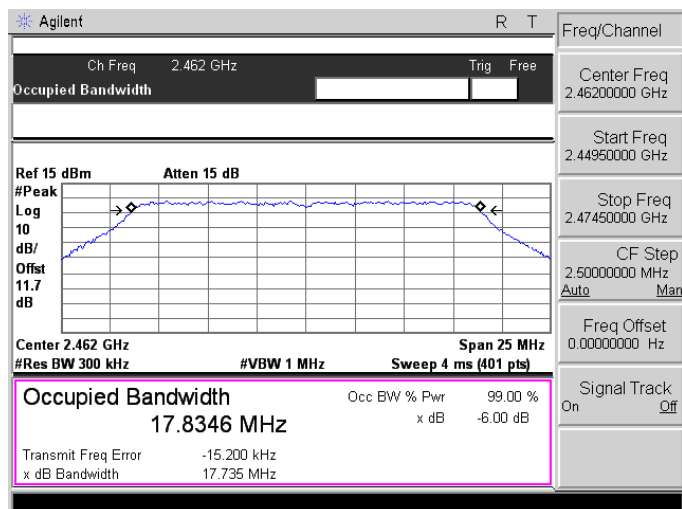 Agilent R T
Ch Freq 2.462 GHz Trig Free
Occupied Bandwidth
Ref 15 dBm Atten 15 dB
#Peak
Log
10
dB/
Offst
11.7
dB
Center 2.462 GHz Span 25 MHz
#Res BW 300 kHz #VBW 1 MHz Sweep 4 ms (401 pts)
Occupied Bandwidth Occ BW % Pwr 99.00 %
17.8346 MHz x dB -6.00 dB
Transmit Freq Error -15.200 kHz
x dB Bandwidth 17.735 MHz
Freq/Channel
Center Freq
2.46200000 GHz
Start Freq
2.44950000 GHz
Stop Freq
2.47450000 GHz
CF Step
2.50000000 MHz
Auto Man
Freq Offset
0.00000000 Hz
Signal Track
On Off